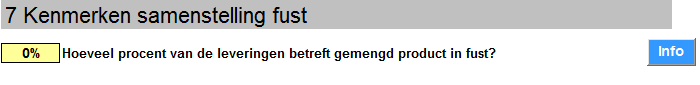 7 Kenmerken samenstelling fust
0% Hoeveel procent van de leveringen betreft gemengd product in fust? Info